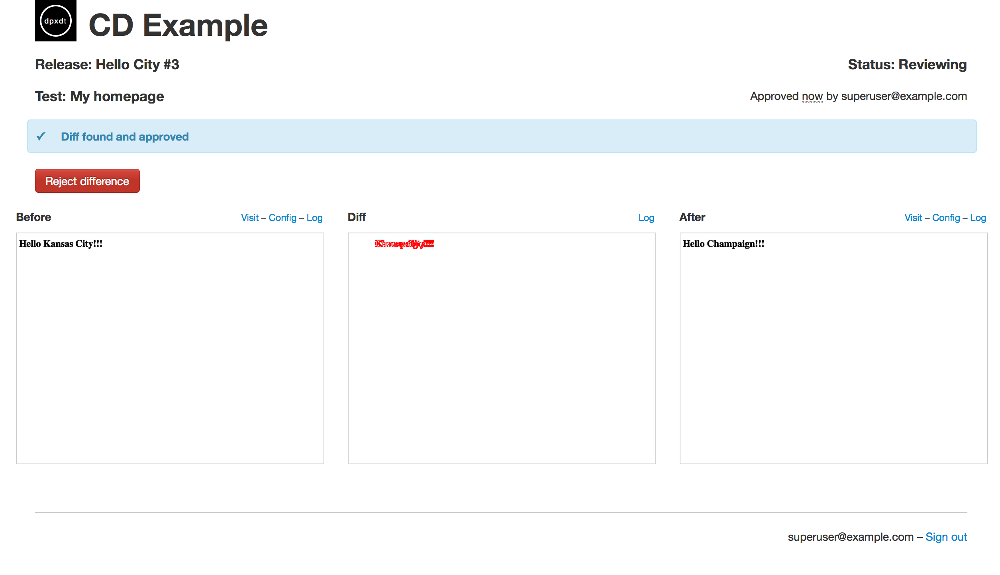 dpxdt
CD Example
Release: Hello City #3
Status: Reviewing
Test: My homepage
Approved now by superuser@example.com
✓ Diff found and approved
Reject difference
Before
Visit – Config – Log
Diff
Log
After
Visit – Config – Log
Hello Kansas City!!!
Hello Champaign!!!
superuser@example.com – Sign out